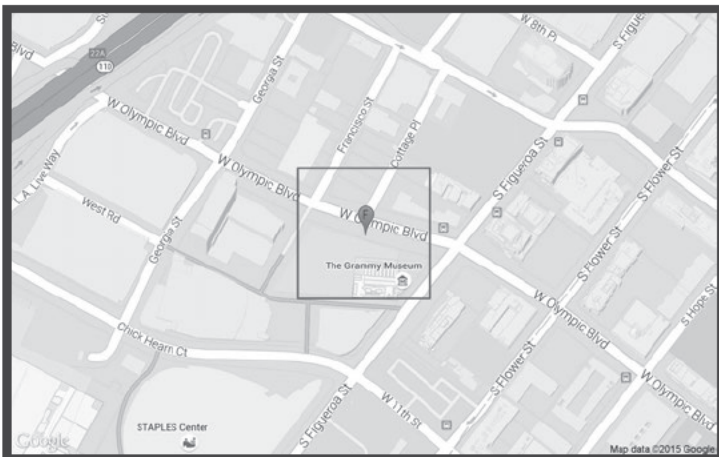 Blvd
22A
110
W 8th Pl
S Figueroa St
Georgia St
Francisco St
Cottage Pl
W Olympic Blvd
W Olympic Blvd
S Figueroa St
S Flower St
L.A. Live Way
West Rd
F
W Olympic Blvd
Georgia St
The Grammy Museum
S Flower St
S Hope St
W Olympic Blvd
Chick Hearn Ct
S Flower St
W Olympic Blvd
S Figueroa St
W 11th St
STAPLES Center
Google
Map data ©2015 Google